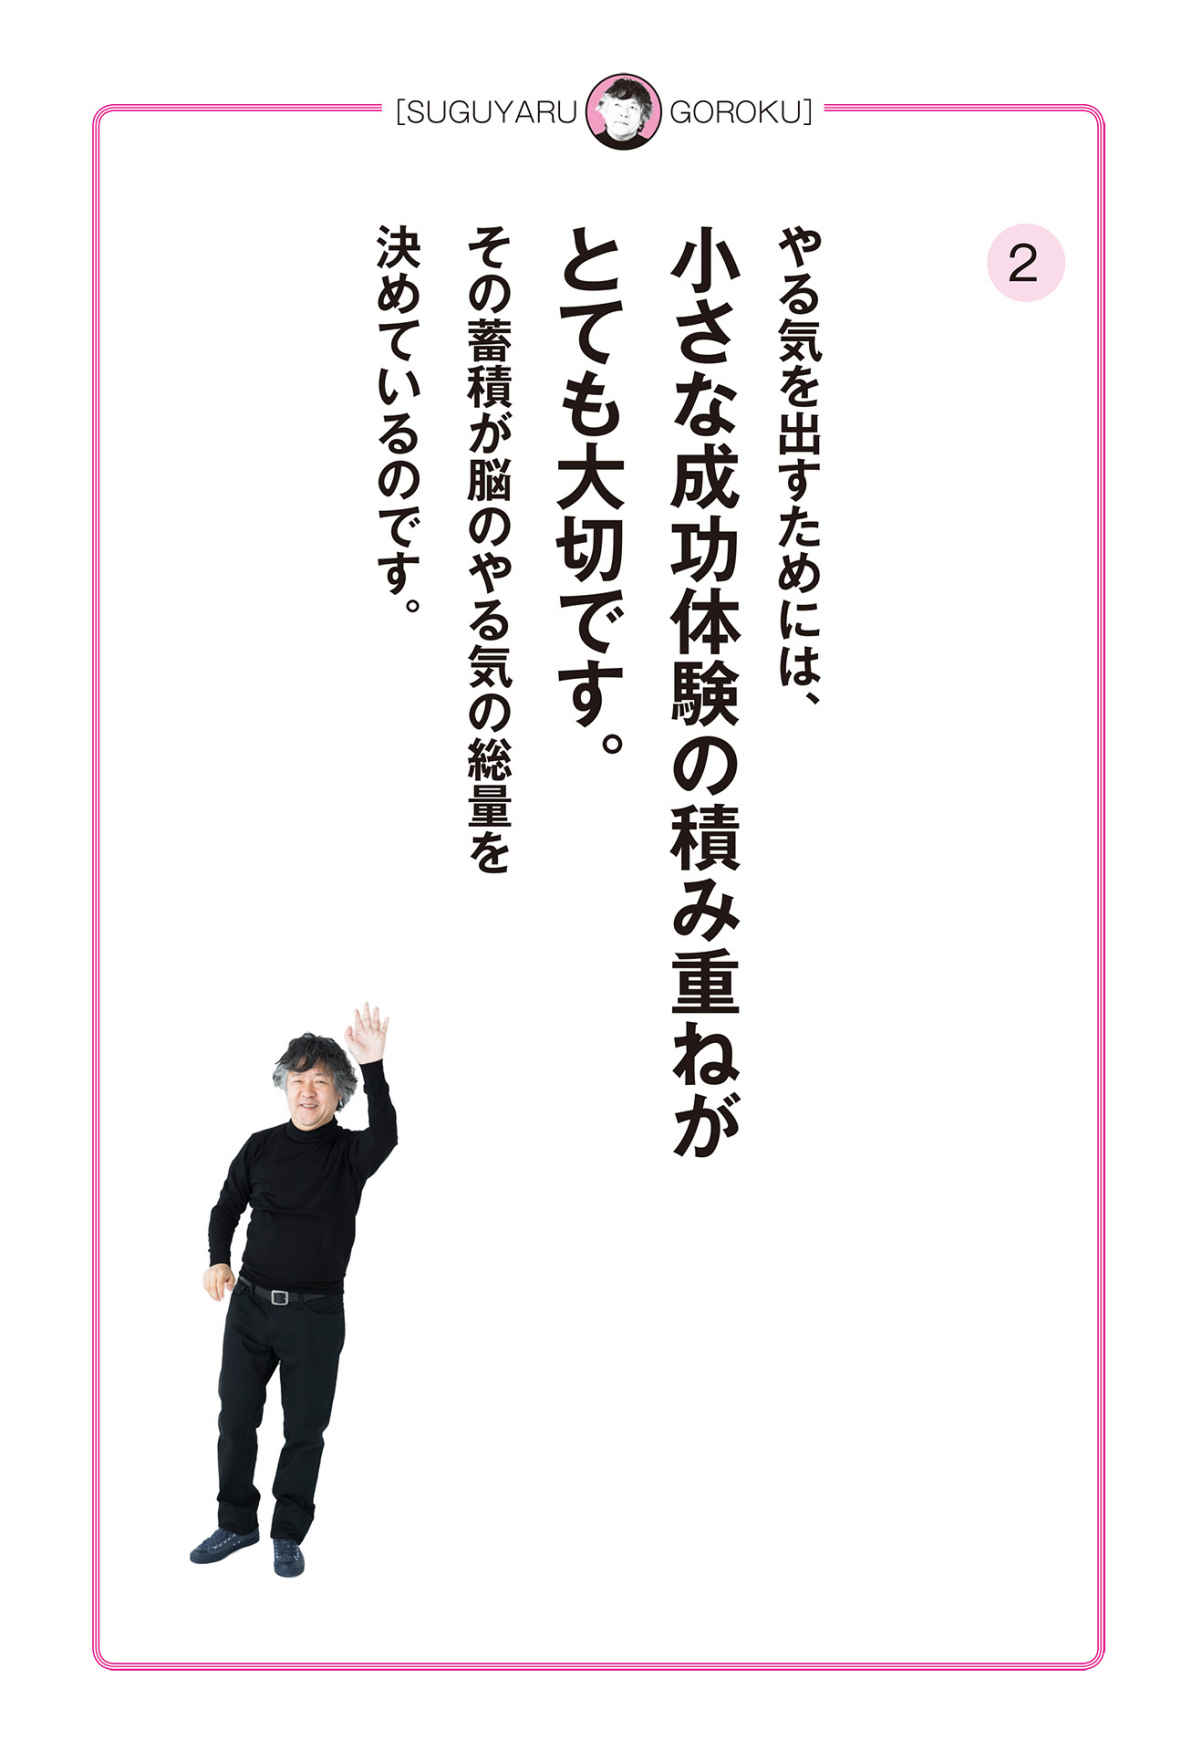 [SUGUYARU GOROKU]
2
やる気を出すためには、
小さな成功体験の積み重ねが
とても大切です。
その蓄積が脳のやる気の総量を
決めているのです。